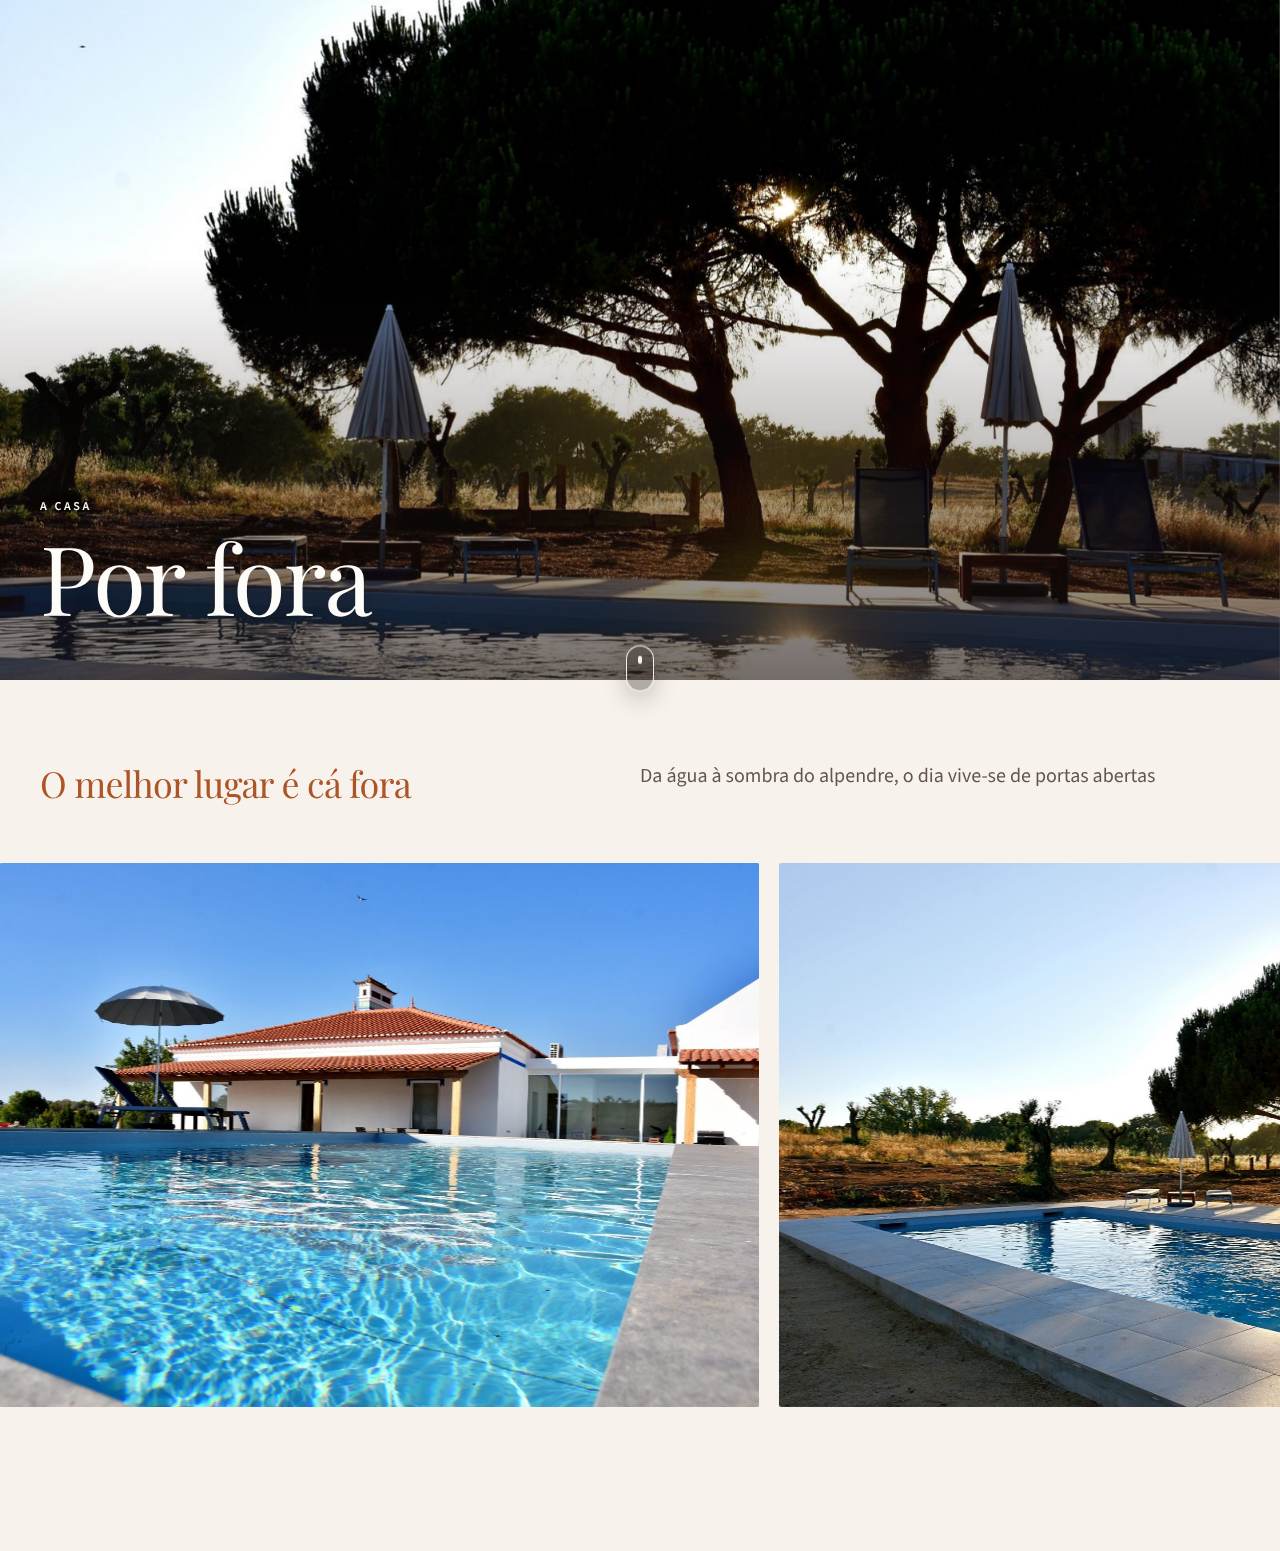 A CASA
Por fora
O melhor lugar é cá fora
Da água à sombra do alpendre, o dia vive-se de portas abertas